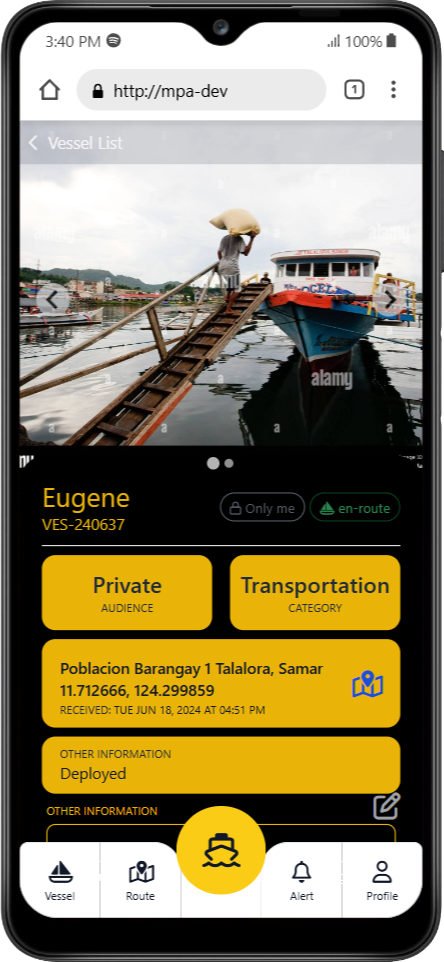 3:40 PM
100%
http://mpa-dev
1
Vessel List
alamy
alamy
alamy
a
a
a
a
a
Eugene
VES-240637
Only me
en-route
Private
AUDIENCE
Transportation
CATEGORY
Poblacion Barangay 1 Talalora, Samar
11.712666, 124.299859
RECEIVED: TUE JUN 18, 2024 AT 04:51 PM
OTHER INFORMATION
Deployed
OTHER INFORMATION
Vessel
Route
Alert
Profile